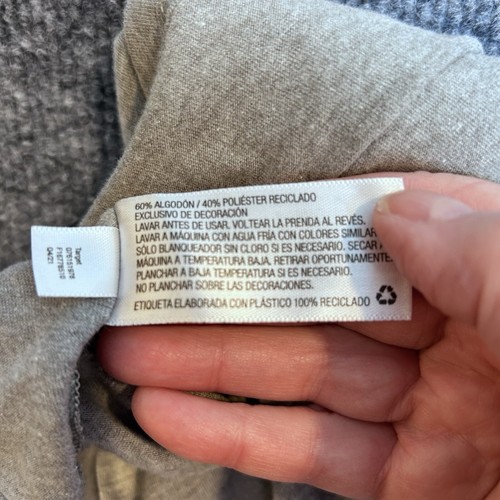 60% ALGODÓN / 40% POLIÉSTER RECICLADO
EXCLUSIVO DE DECORACIÓN
LAVAR ANTES DE USAR. VOLTEAR LA PRENDA AL REVÉS.
LAVAR A MÁQUINA CON AGUA FRÍA CON COLORES SIMILAR
SÓLO BLANQUEADOR SIN CLORO SI ES NECESARIO. SECAR A
MÁQUINA A TEMPERATURA BAJA, RETIRAR OPORTUNAMENTE.
PLANCHAR A BAJA TEMPERATURA SI ES NECESARIO.
NO PLANCHAR SOBRE LAS DECORACIONES.
ETIQUETA ELABORADA CON PLÁSTICO 100% RECICLADO
Target
G04/21